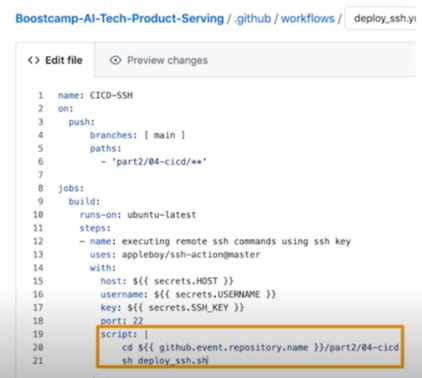 Boostcamp-AI-Tech-Product-Serving / .github / workflows / deploy_ssh.y
<> Edit file Preview changes
1 name: CICD-SSH
2 on:
3 push:
4 branches: [ main ]
5 paths:
6 - 'part2/04-cicd/**'
7
8 jobs:
9 build:
10 runs-on: ubuntu-latest
11 steps:
12 - name: executing remote ssh commands using ssh key
13 uses: appleboy/ssh-action@master
14 with:
15 host: ${{ secrets.HOST }}
16 username: ${{ secrets.USERNAME }}
17 key: ${{ secrets.SSH_KEY }}
18 port: 22
19 script: |
20 cd ${{ github.event.repository.name }}/part2/04-cicd
21 sh deploy_ssh.sh